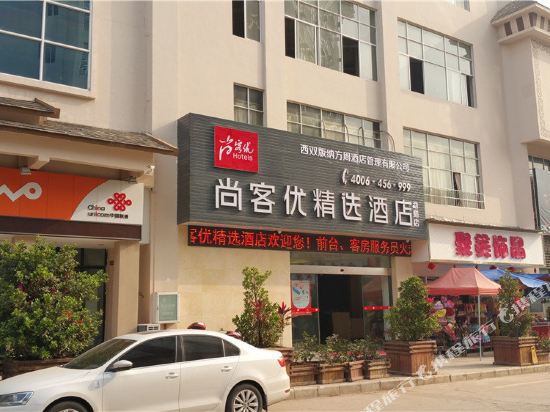 尚客优
Hotels
西双版纳方周酒店管理有限公司
4006-456-999
尚客优精选酒店
客优精选酒店欢迎您！前台、客房服务员火
China
unicom中国联通
聚美饰品